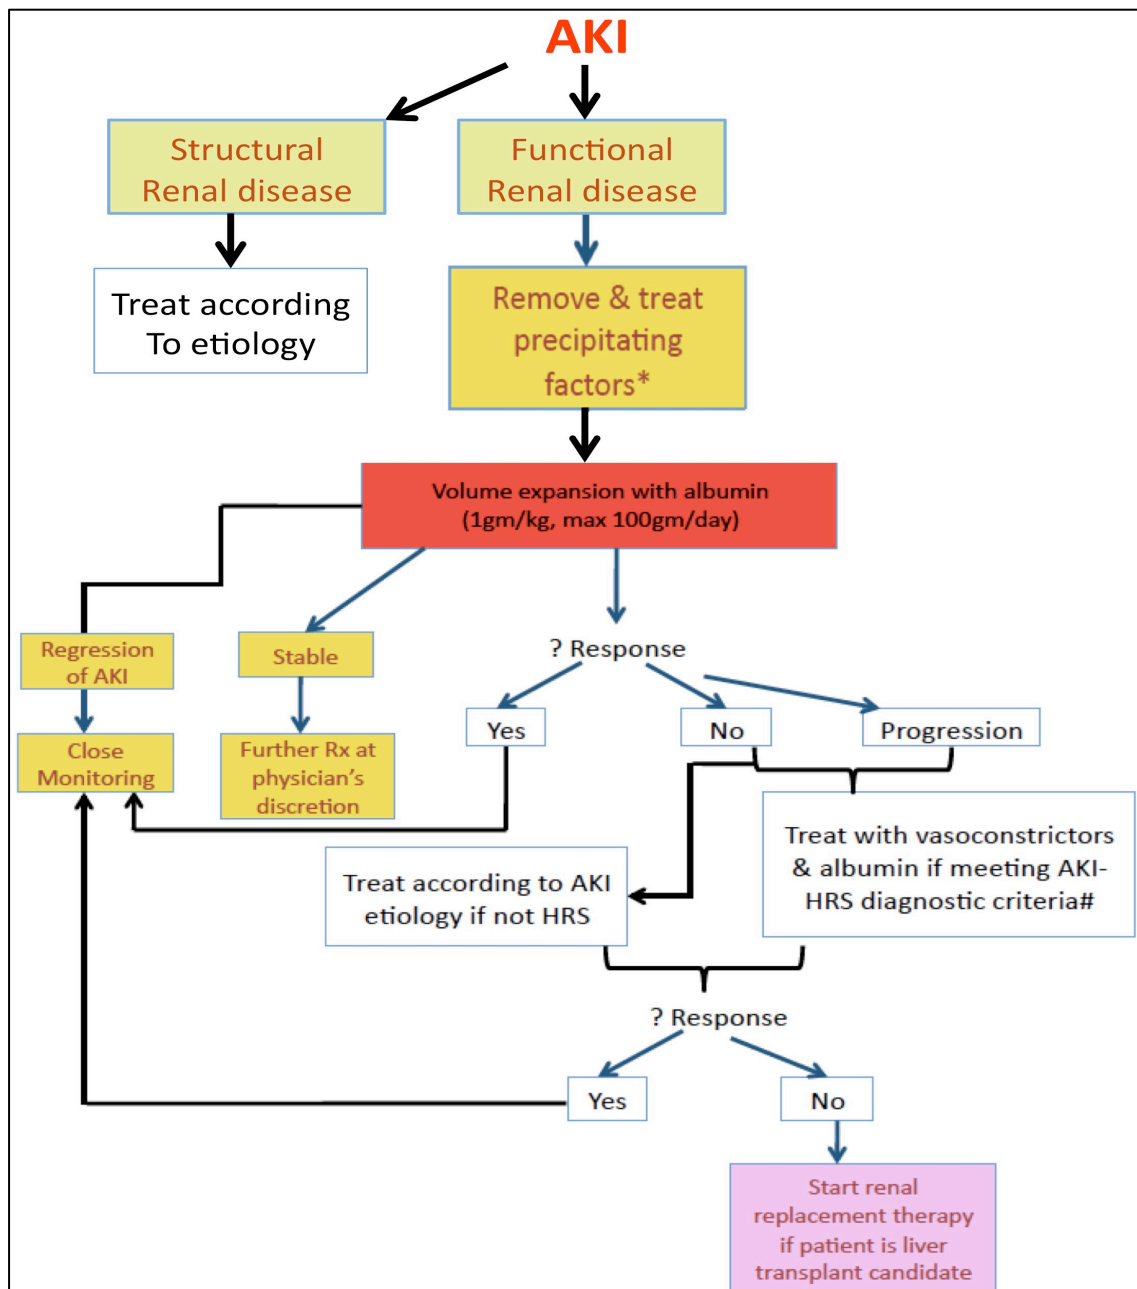 AKI
Structural
Renal disease
Functional
Renal disease
Treat according
To etiology
Remove & treat
precipitating
factors*
Volume expansion with albumin
(1gm/kg, max 100gm/day)
Regression
of AKI
Stable
? Response
Close
Monitoring
Further Rx at
physician's
discretion
Yes
No
Progression
Treat according to AKI
etiology if not HRS
Treat with vasoconstrictors
& albumin if meeting AKI-
HRS diagnostic criteria#
? Response
Yes
No
Start renal
replacement therapy
if patient is liver
transplant candidate